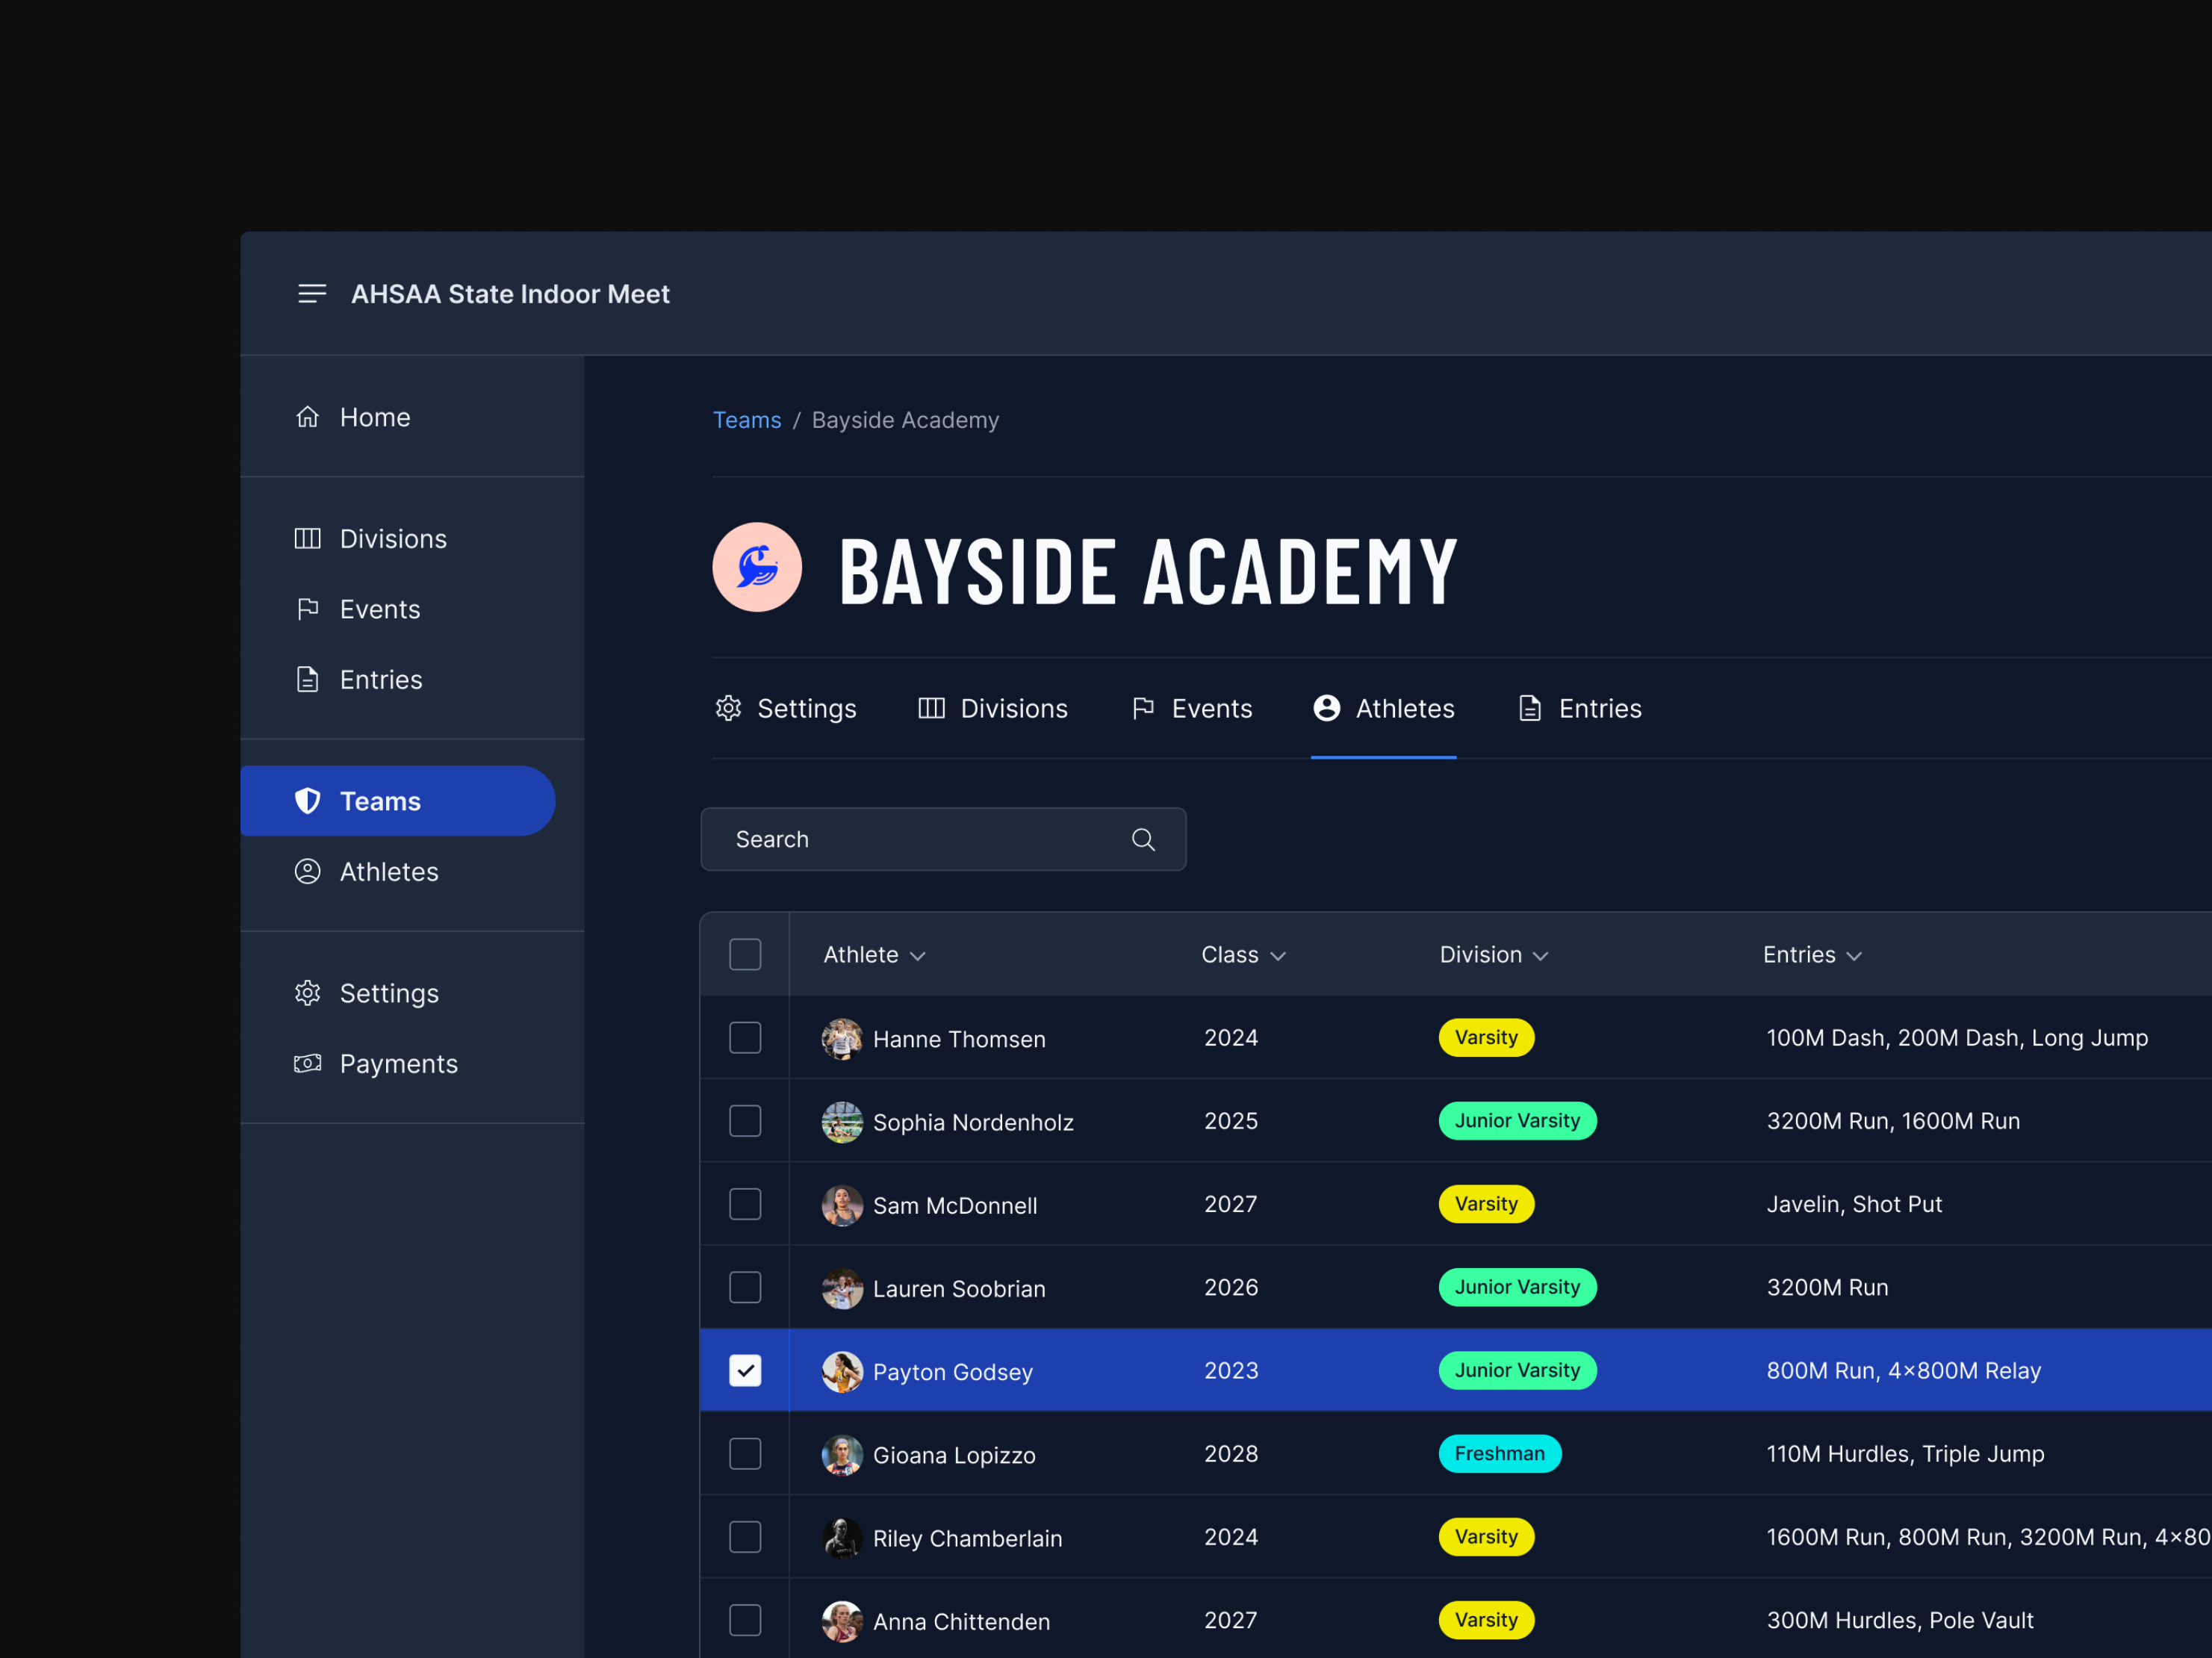 AHSAA State Indoor Meet
Home
Divisions
Events
Entries
Teams
Athletes
Settings
Payments
Teams / Bayside Academy
BAYSIDE ACADEMY
Settings Divisions Events Athletes Entries
Search
Athlete Class Division Entries
Hanne Thomsen 2024 Varsity 100M Dash, 200M Dash, Long Jump
Sophia Nordenholz 2025 Junior Varsity 3200M Run, 1600M Run
Sam McDonnell 2027 Varsity Javelin, Shot Put
Lauren Soobrian 2026 Junior Varsity 3200M Run
Payton Godsey 2023 Junior Varsity 800M Run, 4×800M Relay
Gioana Lopizzo 2028 Freshman 110M Hurdles, Triple Jump
Riley Chamberlain 2024 Varsity 1600M Run, 800M Run, 3200M Run, 4×80
Anna Chittenden 2027 Varsity 300M Hurdles, Pole Vault